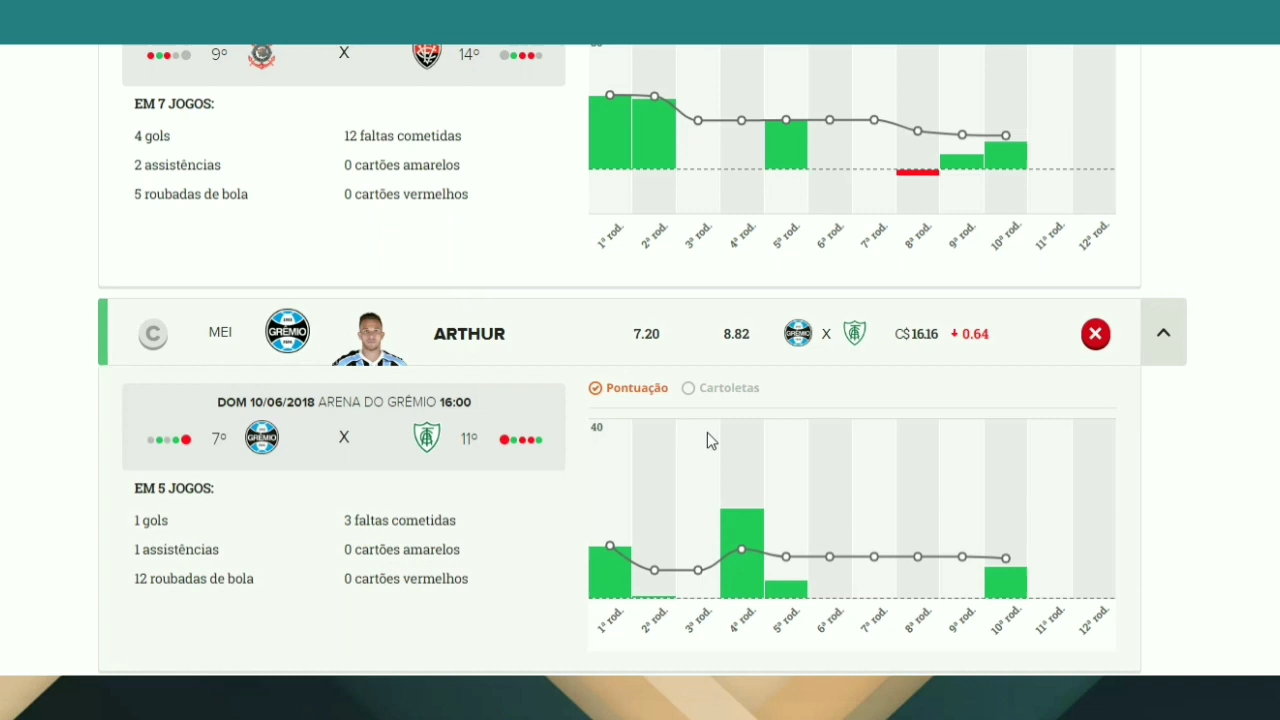 9º X 14º
EM 7 JOGOS:
4 gols 12 faltas cometidas
2 assistências 0 cartões amarelos
5 roubadas de bola 0 cartões vermelhos
1ª rod. 2ª rod. 3ª rod. 4ª rod. 5ª rod. 6ª rod. 7ª rod. 8ª rod. 9ª rod. 10ª rod. 11ª rod. 12ª rod.
C MEI GRÊMIO ARTHUR 7.20 8.82 GRÊMIO X C$ 16.16 0.64
DOM 10/06/2018 ARENA DO GRÊMIO 16:00
7º GRÊMIO X 11º
EM 5 JOGOS:
1 gols 3 faltas cometidas
1 assistências 0 cartões amarelos
12 roubadas de bola 0 cartões vermelhos
Pontuação Cartoletas
40
1ª rod. 2ª rod. 3ª rod. 4ª rod. 5ª rod. 6ª rod. 7ª rod. 8ª rod. 9ª rod. 10ª rod. 11ª rod. 12ª rod.